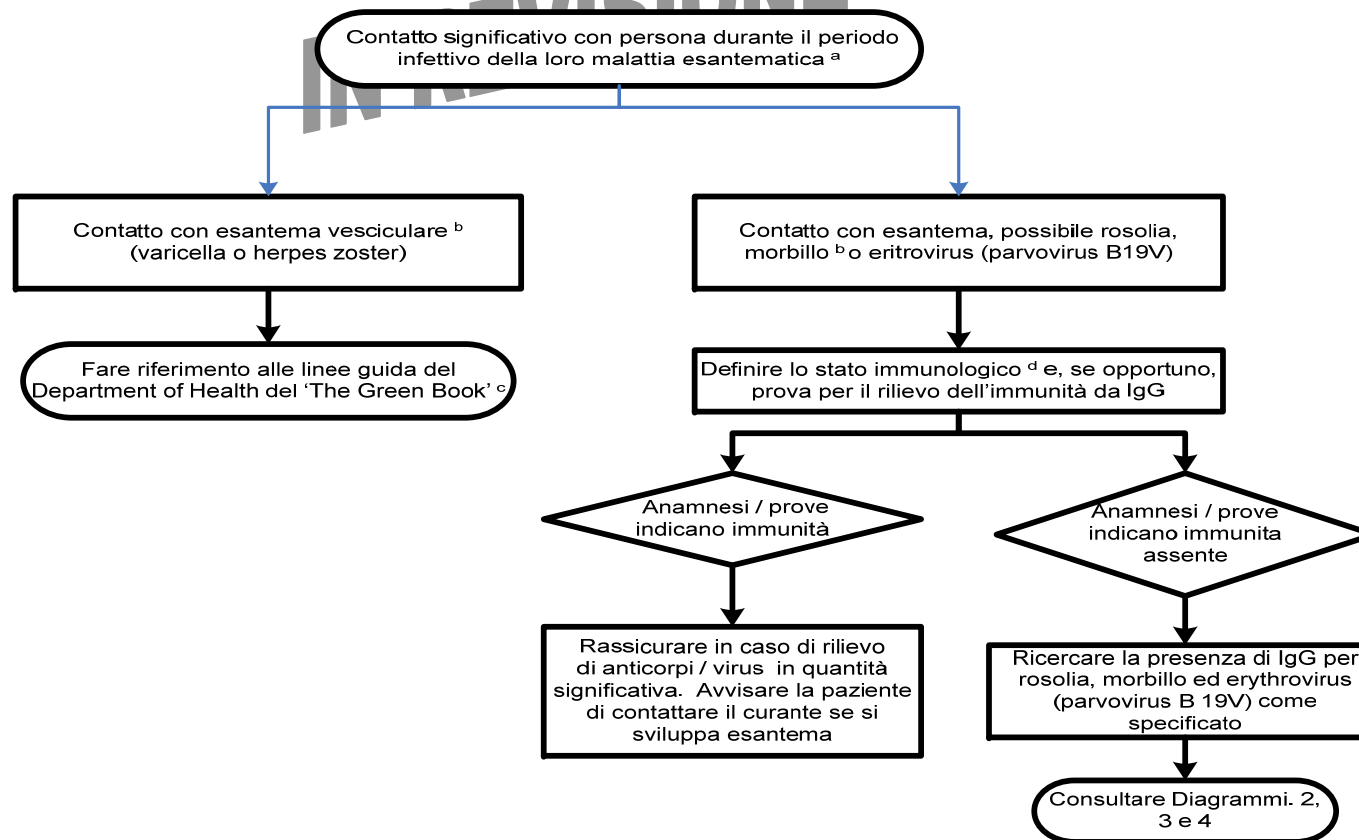 IN REVISIONE
Contatto significativo con persona durante il periodo
infettivo della loro malattia esantematica a
Contatto con esantema vesciculare b
(varicella o herpes zoster)
Contatto con esantema, possibile rosolia,
morbillo b o eritrovirus (parvovirus B19V)
Fare riferimento alle linee guida del
Department of Health del ‘The Green Book’ c
Definire lo stato immunologico d e, se opportuno,
prova per il rilievo dell’immunità da IgG
Anamnesi / prove
indicano immunità
Anamnesi / prove
indicano immunita
assente
Rassicurare in caso di rilievo
di anticorpi / virus in quantità
significativa. Avvisare la paziente
di contattare il curante se si
sviluppa esantema
Ricercare la presenza di IgG per
rosolia, morbillo ed erythrovirus
(parvovirus B 19V) come
specificato
Consultare Diagrammi. 2,
3 e 4